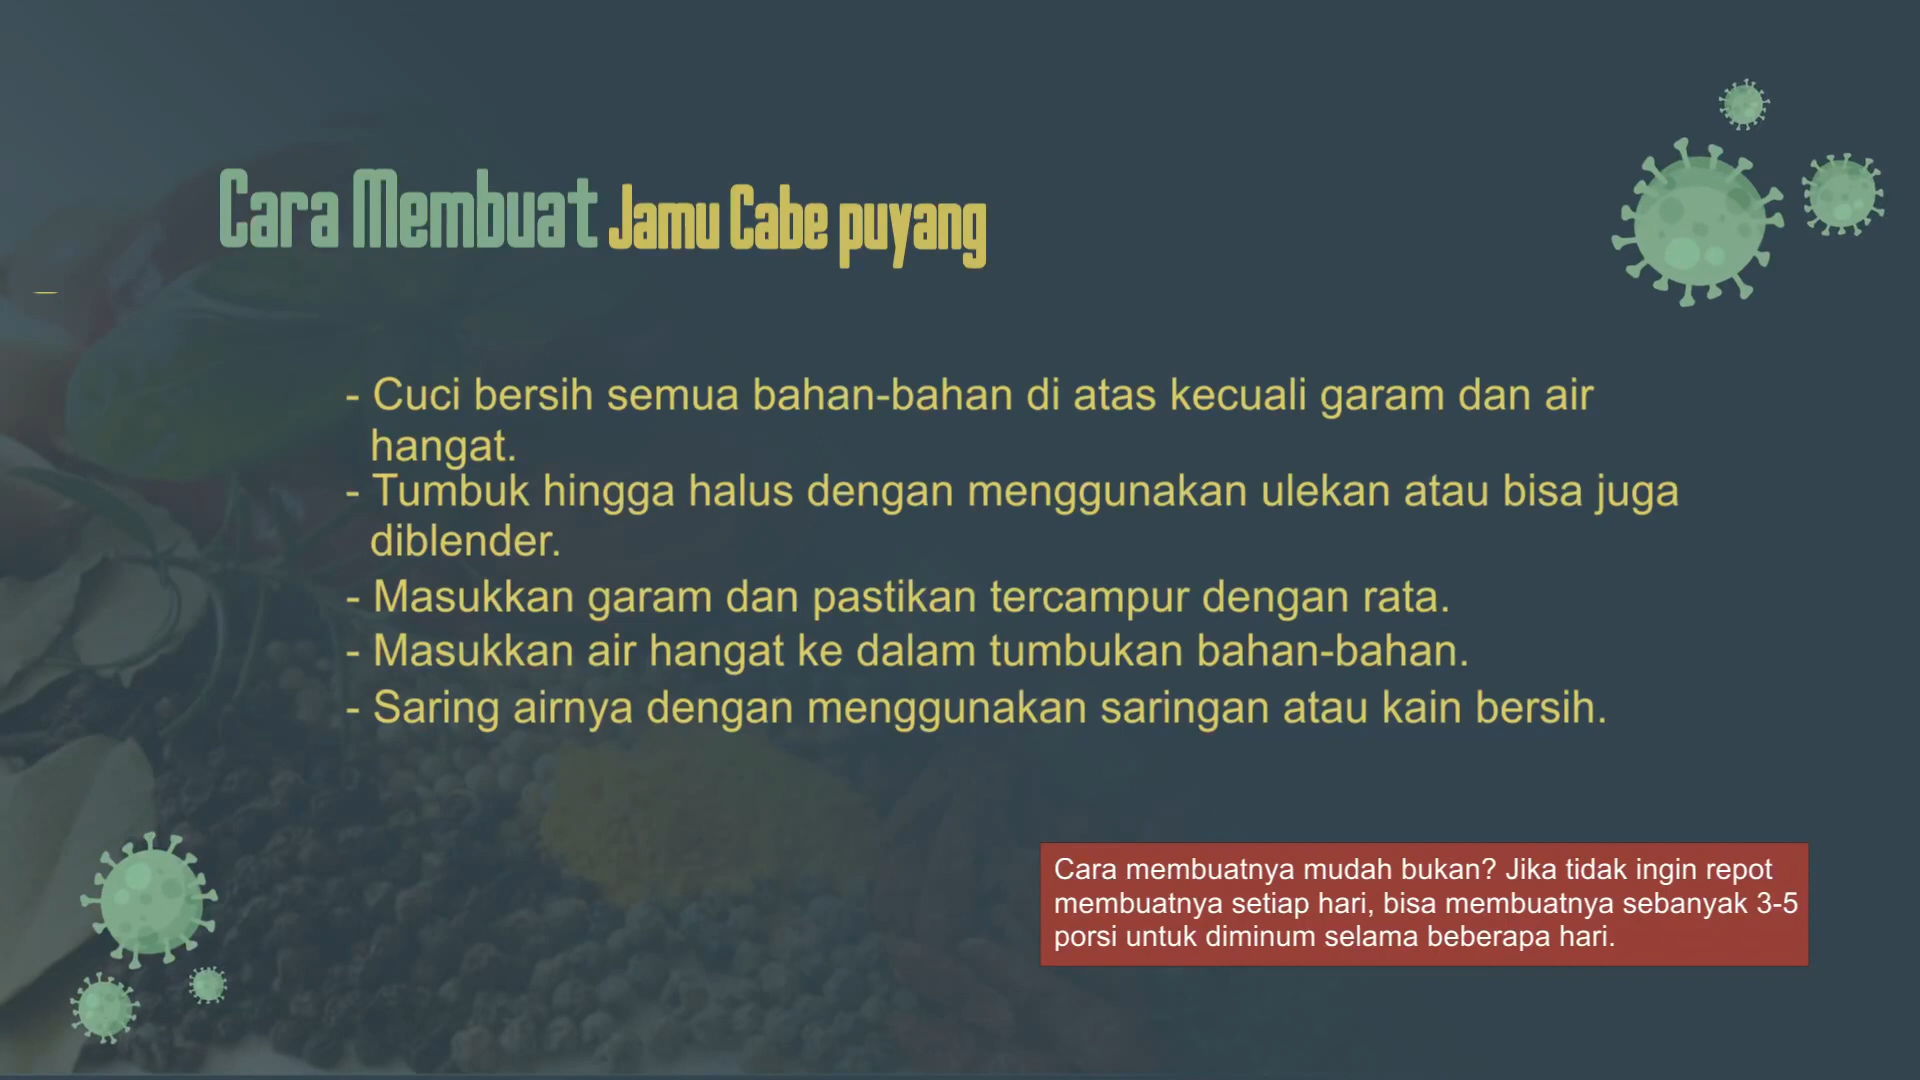 Cara Membuat Jamu Cabe puyang
- Cuci bersih semua bahan-bahan di atas kecuali garam dan air
hangat.
- Tumbuk hingga halus dengan menggunakan ulekan atau bisa juga
diblender.
- Masukkan garam dan pastikan tercampur dengan rata.
- Masukkan air hangat ke dalam tumbukan bahan-bahan.
- Saring airnya dengan menggunakan saringan atau kain bersih.
Cara membuatnya mudah bukan? Jika tidak ingin repot
membuatnya setiap hari, bisa membuatnya sebanyak 3-5
porsi untuk diminum selama beberapa hari.